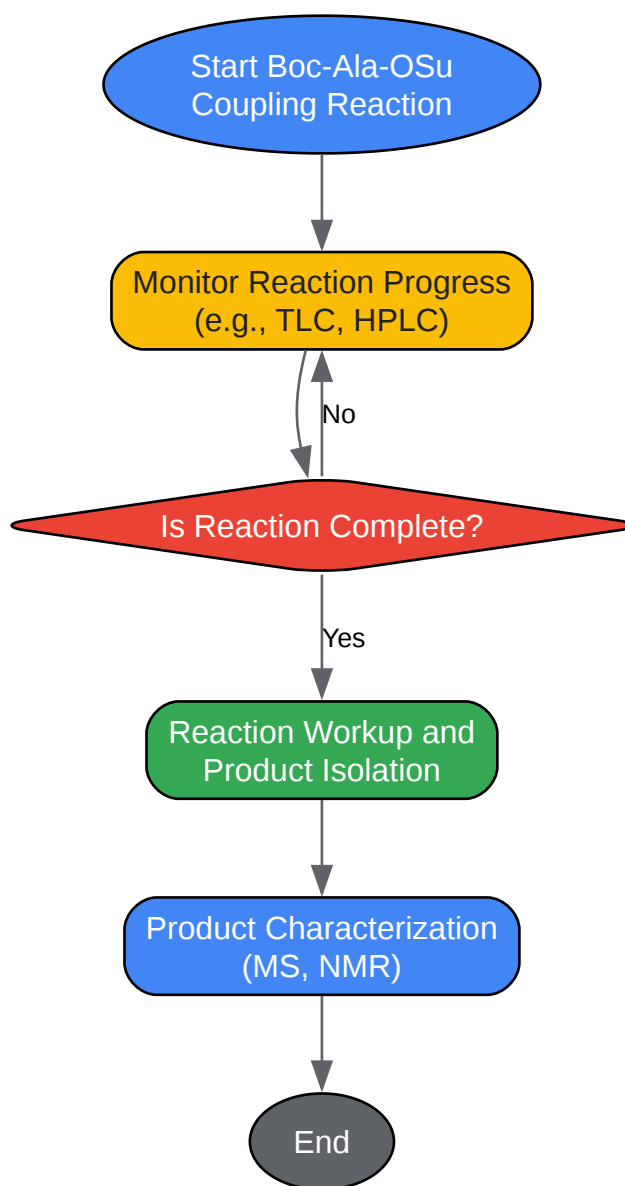 Start Boc-Ala-OSu
Coupling Reaction
Monitor Reaction Progress
(e.g., TLC, HPLC)
No
Is Reaction Complete?
Yes
Reaction Workup and
Product Isolation
Product Characterization
(MS, NMR)
End